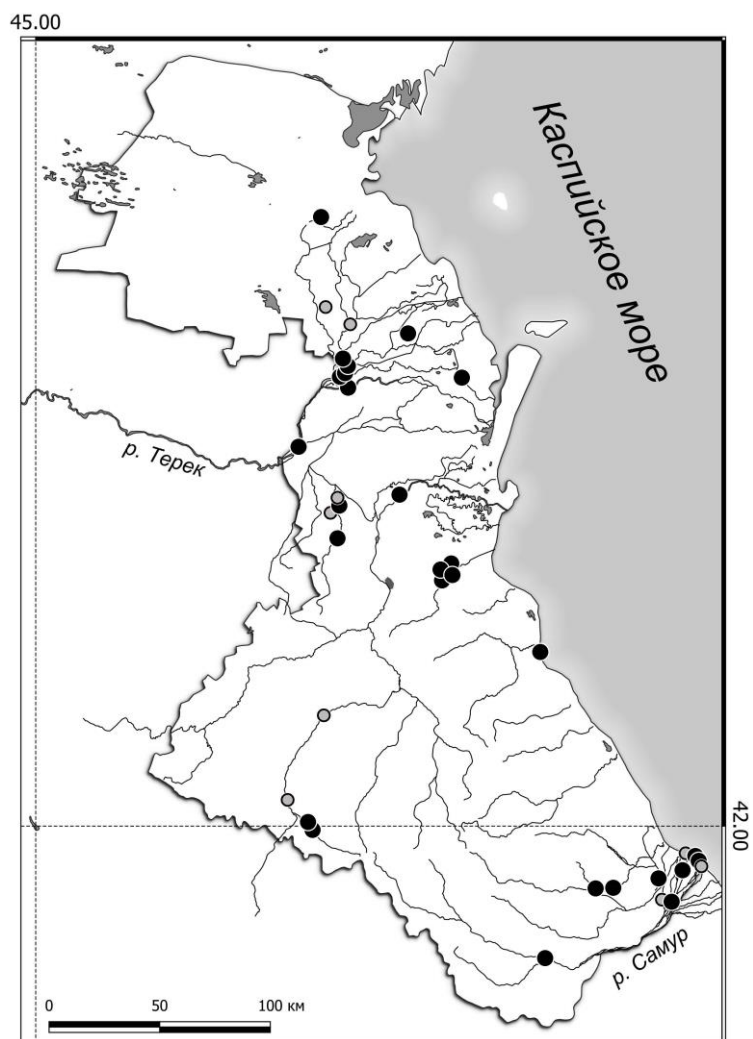 45.00
Каспийское море
р. Терек
42.00
р. Самур
0 50 100 км